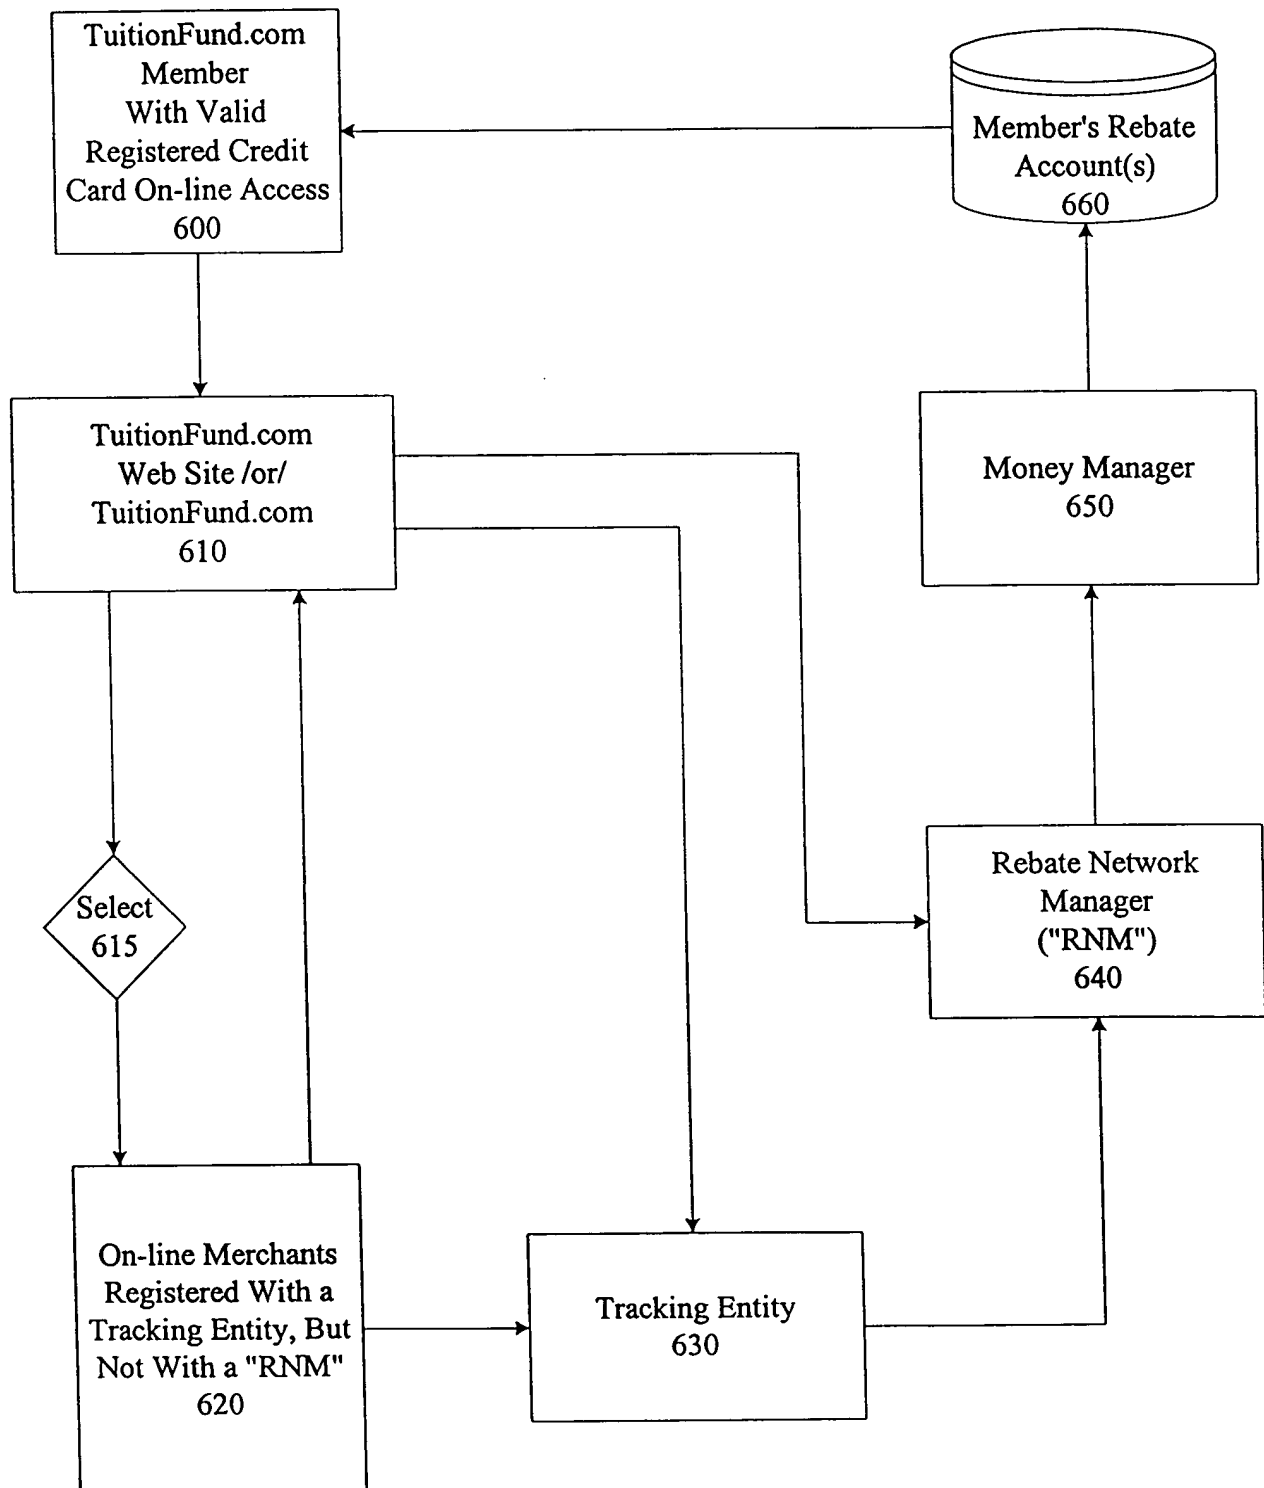 TuitionFund.com
Member
With Valid
Registered Credit
Card On-line Access
600
Member's Rebate
Account(s)
660
TuitionFund.com
Web Site /or/
TuitionFund.com
610
Money Manager
650
Select
615
Rebate Network
Manager
("RNM")
640
On-line Merchants
Registered With a
Tracking Entity, But
Not With a "RNM"
620
Tracking Entity
630